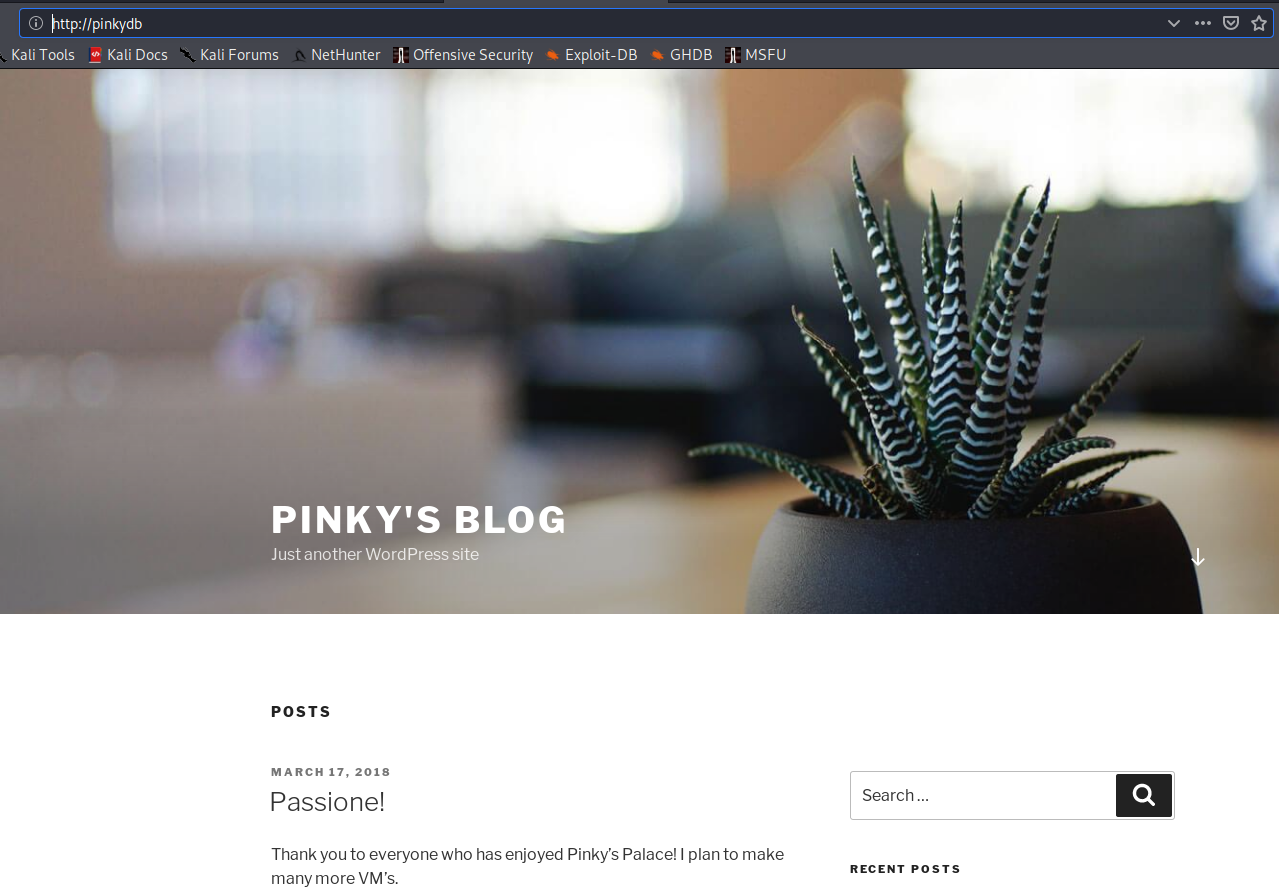 http://pinkydb
Kali Tools Kali Docs Kali Forums NetHunter Offensive Security Exploit-DB GHDB MSFU
PINKY'S BLOG
Just another WordPress site
POSTS
MARCH 17, 2018
Passione!
Thank you to everyone who has enjoyed Pinky’s Palace! I plan to make
many more VM’s.
Search …
RECENT POSTS